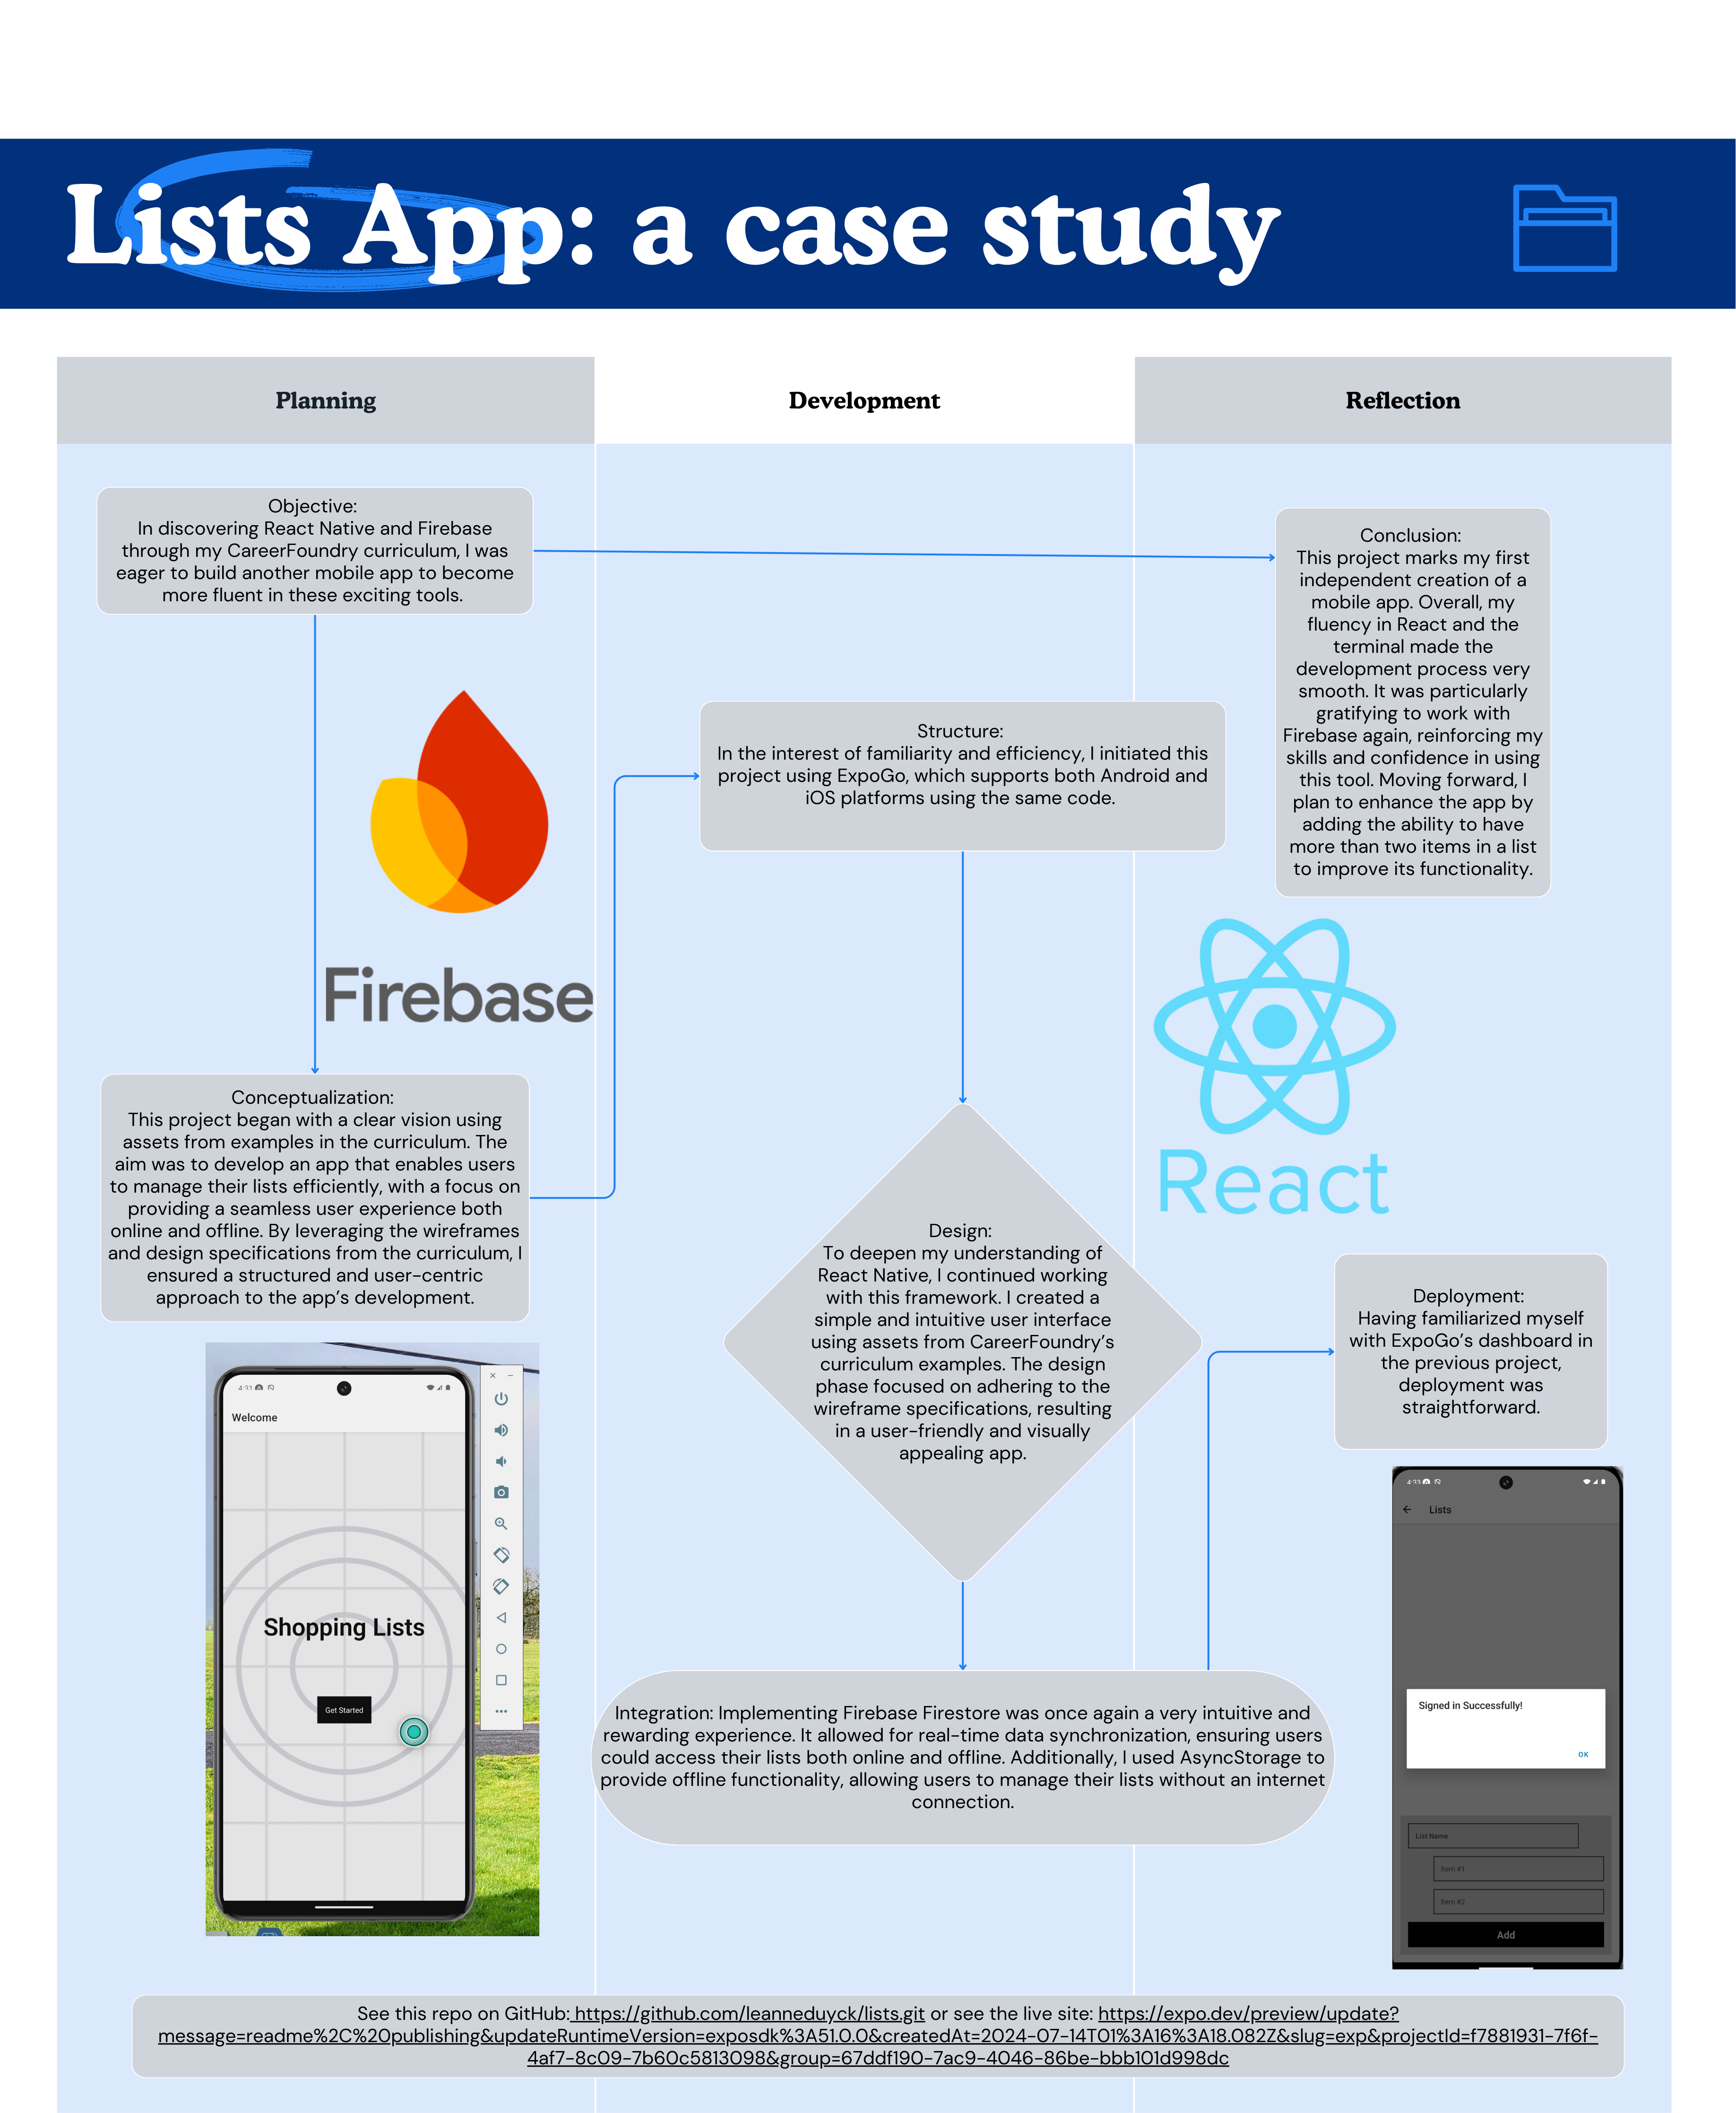 Lists App: a case study
Planning
Development
Reflection
Objective:
In discovering React Native and Firebase
through my CareerFoundry curriculum, I was
eager to build another mobile app to become
more fluent in these exciting tools.
Firebase
Conceptualization:
This project began with a clear vision using
assets from examples in the curriculum. The
aim was to develop an app that enables users
to manage their lists efficiently, with a focus on
providing a seamless user experience both
online and offline. By leveraging the wireframes
and design specifications from the curriculum, I
ensured a structured and user-centric
approach to the app's development.
4:31
Welcome
Shopping Lists
Get Started
Structure:
In the interest of familiarity and efficiency, I initiated this
project using ExpoGo, which supports both Android and
iOS platforms using the same code.
Design:
To deepen my understanding of
React Native, I continued working
with this framework. I created a
simple and intuitive user interface
using assets from CareerFoundry's
curriculum examples. The design
phase focused on adhering to the
wireframe specifications, resulting
in a user-friendly and visually
appealing app.
Integration: Implementing Firebase Firestore was once again a very intuitive and
rewarding experience. It allowed for real-time data synchronization, ensuring users
could access their lists both online and offline. Additionally, I used AsyncStorage to
provide offline functionality, allowing users to manage their lists without an internet
connection.
Conclusion:
This project marks my first
independent creation of a
mobile app. Overall, my
fluency in React and the
terminal made the
development process very
smooth. It was particularly
gratifying to work with
Firebase again, reinforcing my
skills and confidence in using
this tool. Moving forward, I
plan to enhance the app by
adding the ability to have
more than two items in a list
to improve its functionality.
React
Deployment:
Having familiarized myself
with ExpoGo's dashboard in
the previous project,
deployment was
straightforward.
4:33
Lists
Signed in Successfully!
OK
List Name
Item #1
Item #2
Add
See this repo on GitHub: https://github.com/leanneduyck/lists.git or see the live site: https://expo.dev/preview/update?
message=readme%2C%20publishing&updateRuntimeVersion=exposdk%3A51.0.0&createdAt=2024-07-14T01%3A16%3A18.082Z&slug=exp&projectId=f7881931-7f6f-
4af7-8c09-7b60c5813098&group=67ddf190-7ac9-4046-86be-bbb101d998dc